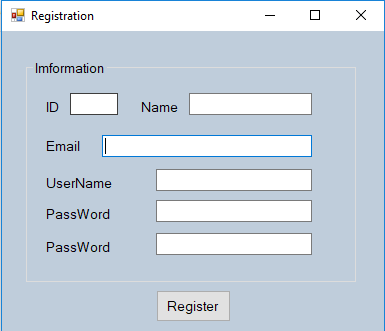 Registration
Imformation
ID Name
Email
UserName
PassWord
PassWord
Register